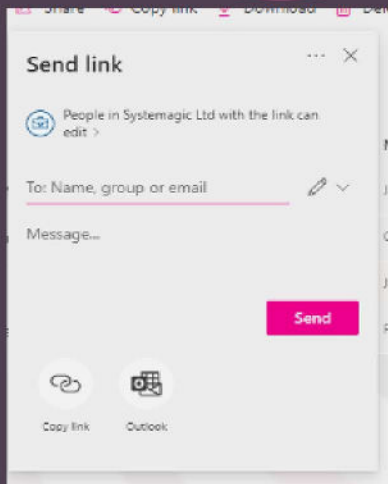 Share Copy link Download
Send link
People in Systemagic Ltd with the link can
edit >
To: Name, group or email
Message...
Send
Copy link
Outlook